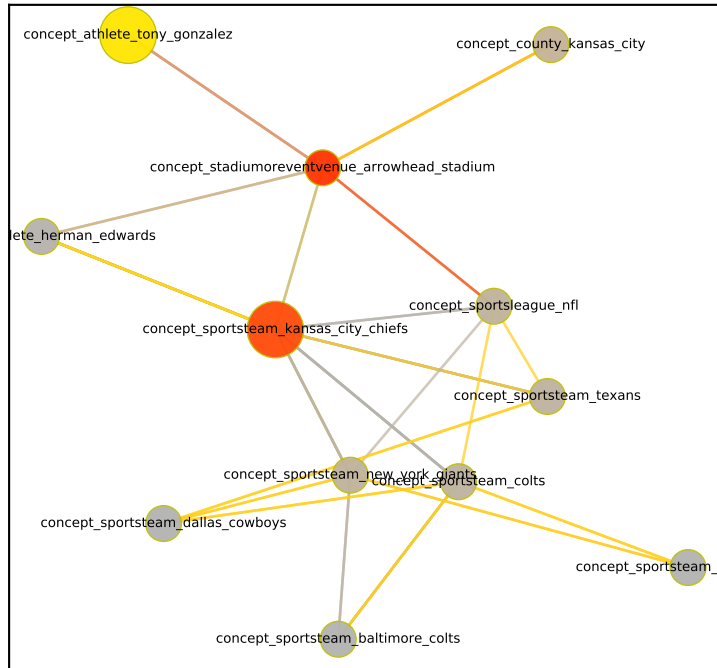 concept_athlete_tony_gonzalez
concept_county_kansas_city
concept_stadiumoreventvenue_arrowhead_stadium
lete_herman_edwards
concept_sportsleague_nfl
concept_sportsteam_kansas_city_chiefs
concept_sportsteam_texans
concept_sportsteam_new_york_giants
concept_sportsteam_colts
concept_sportsteam_dallas_cowboys
concept_sportsteam_
concept_sportsteam_baltimore_colts